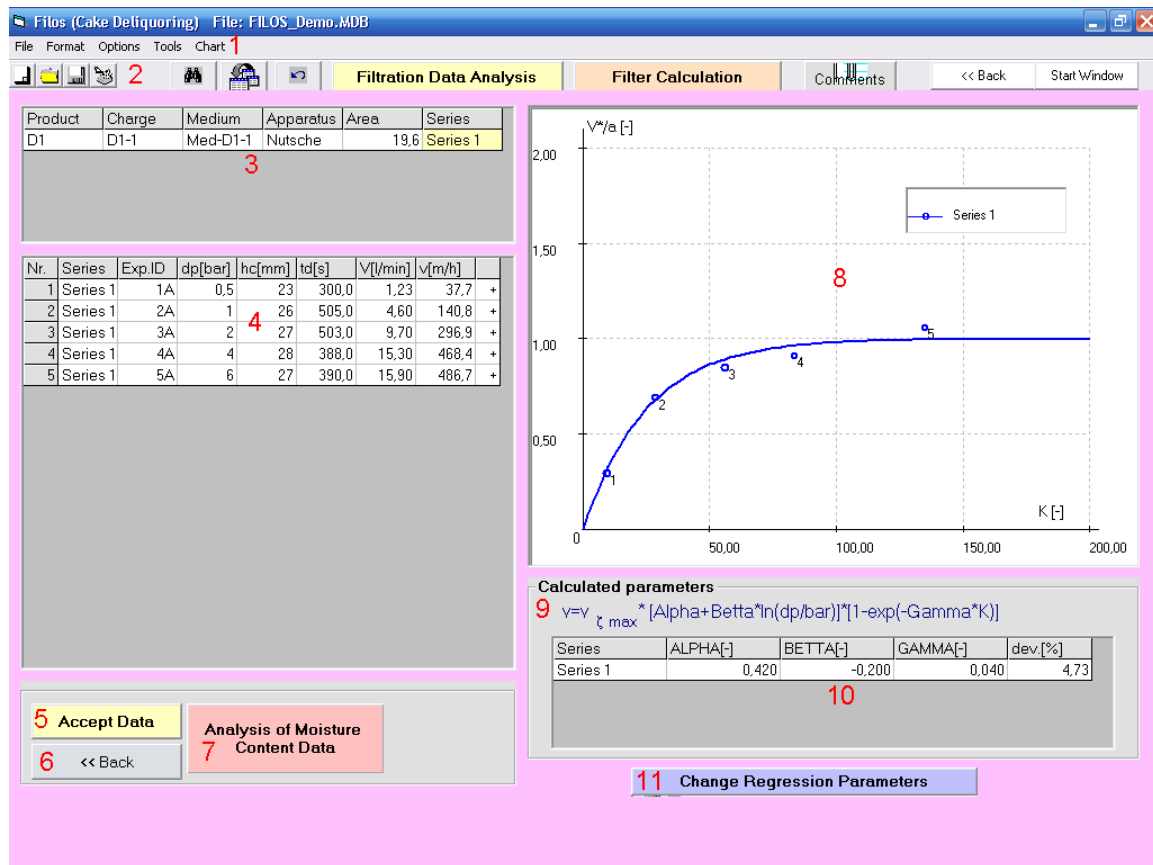 Filos (Cake Deliquoring) File: FILOS_Demo.MDB
File Format Options Tools Chart 1
2 Filtration Data Analysis Filter Calculation Comments << Back Start Window
Product Charge Medium Apparatus Area Series
D1 D1-1 Med-D1-1 Nutsche 19,6 Series 1
3
Nr. Series Exp.ID dp[bar] hc[mm] td[s] V[l/min] v[m/h]
1 Series 1 1A 0,5 23 300,0 1,23 37,7 +
2 Series 1 2A 1 26 505,0 4,60 140,8 +
3 Series 1 3A 2 27 503,0 9,70 296,9 +
4 Series 1 4A 4 28 388,0 15,30 468,4 +
5 Series 1 5A 6 27 390,0 15,90 486,7 +
4
5 Accept Data
6 << Back
7 Analysis of Moisture
Content Data
V*/a [-]
2,00
Series 1
1,50
8
1,00
5
4
3
2
0,50
1
K [-]
0 50,00 100,00 150,00 200,00
Calculated parameters
9 v=v ζ max * [Alpha+Betta*ln(dp/bar)]*[1-exp(-Gamma*K)]
Series ALPHA[-] BETTA[-] GAMMA[-] dev.[%]
Series 1 0,420 -0,200 0,040 4,73
10
11 Change Regression Parameters